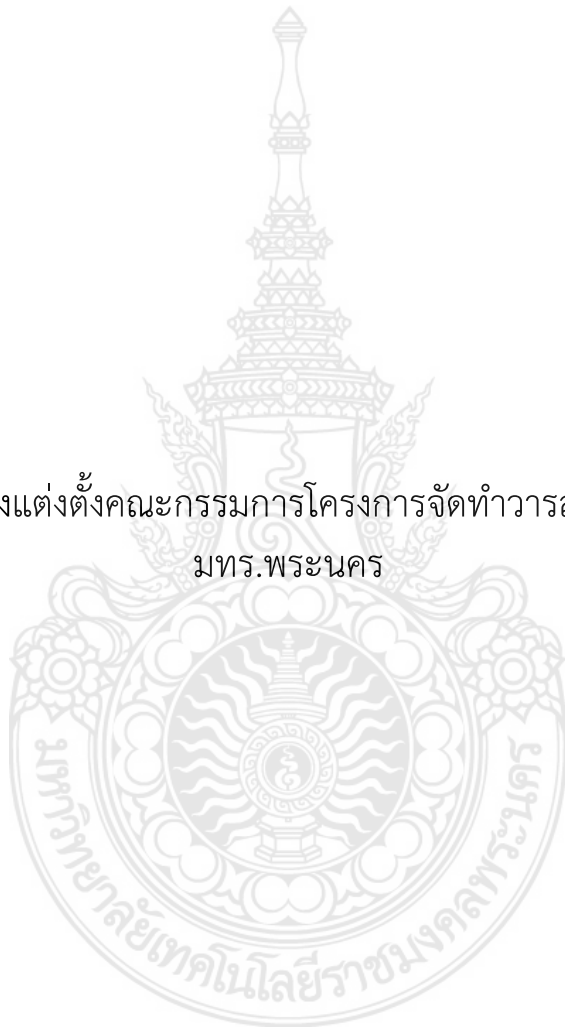 งแต่งตั้งคณะกรรมการโครงการจัดทำวารส
มทร.พระนคร
มหาวิทยาลัยเทคโนโลยีราชมงคลพระนคร